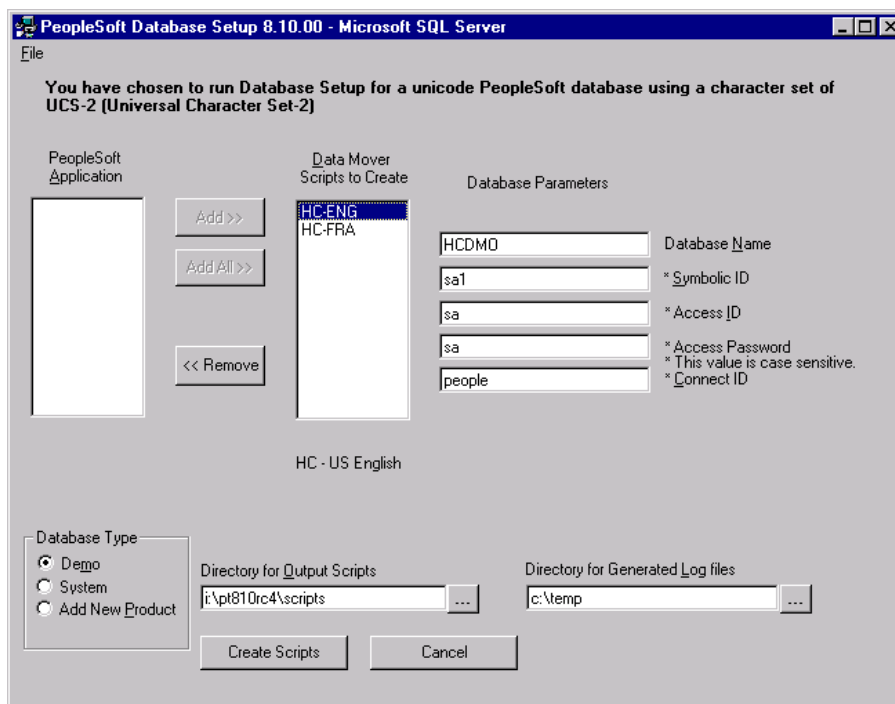 PeopleSoft Database Setup 8.10.00 - Microsoft SQL Server
File
You have chosen to run Database Setup for a unicode PeopleSoft database using a character set of
UCS-2 (Universal Character Set-2)
PeopleSoft
Application
Add >>
Add All >>
<< Remove
Data Mover
Scripts to Create
HC-ENG
HC-FRA
HC - US English
Database Parameters
HCDMO Database Name
sa1 * Symbolic ID
sa * Access ID
sa * Access Password
* This value is case sensitive.
people * Connect ID
Database Type
Demo
System
Add New Product
Directory for Output Scripts
i:\pt810rc4\scripts ...
Directory for Generated Log files
c:\temp ...
Create Scripts
Cancel